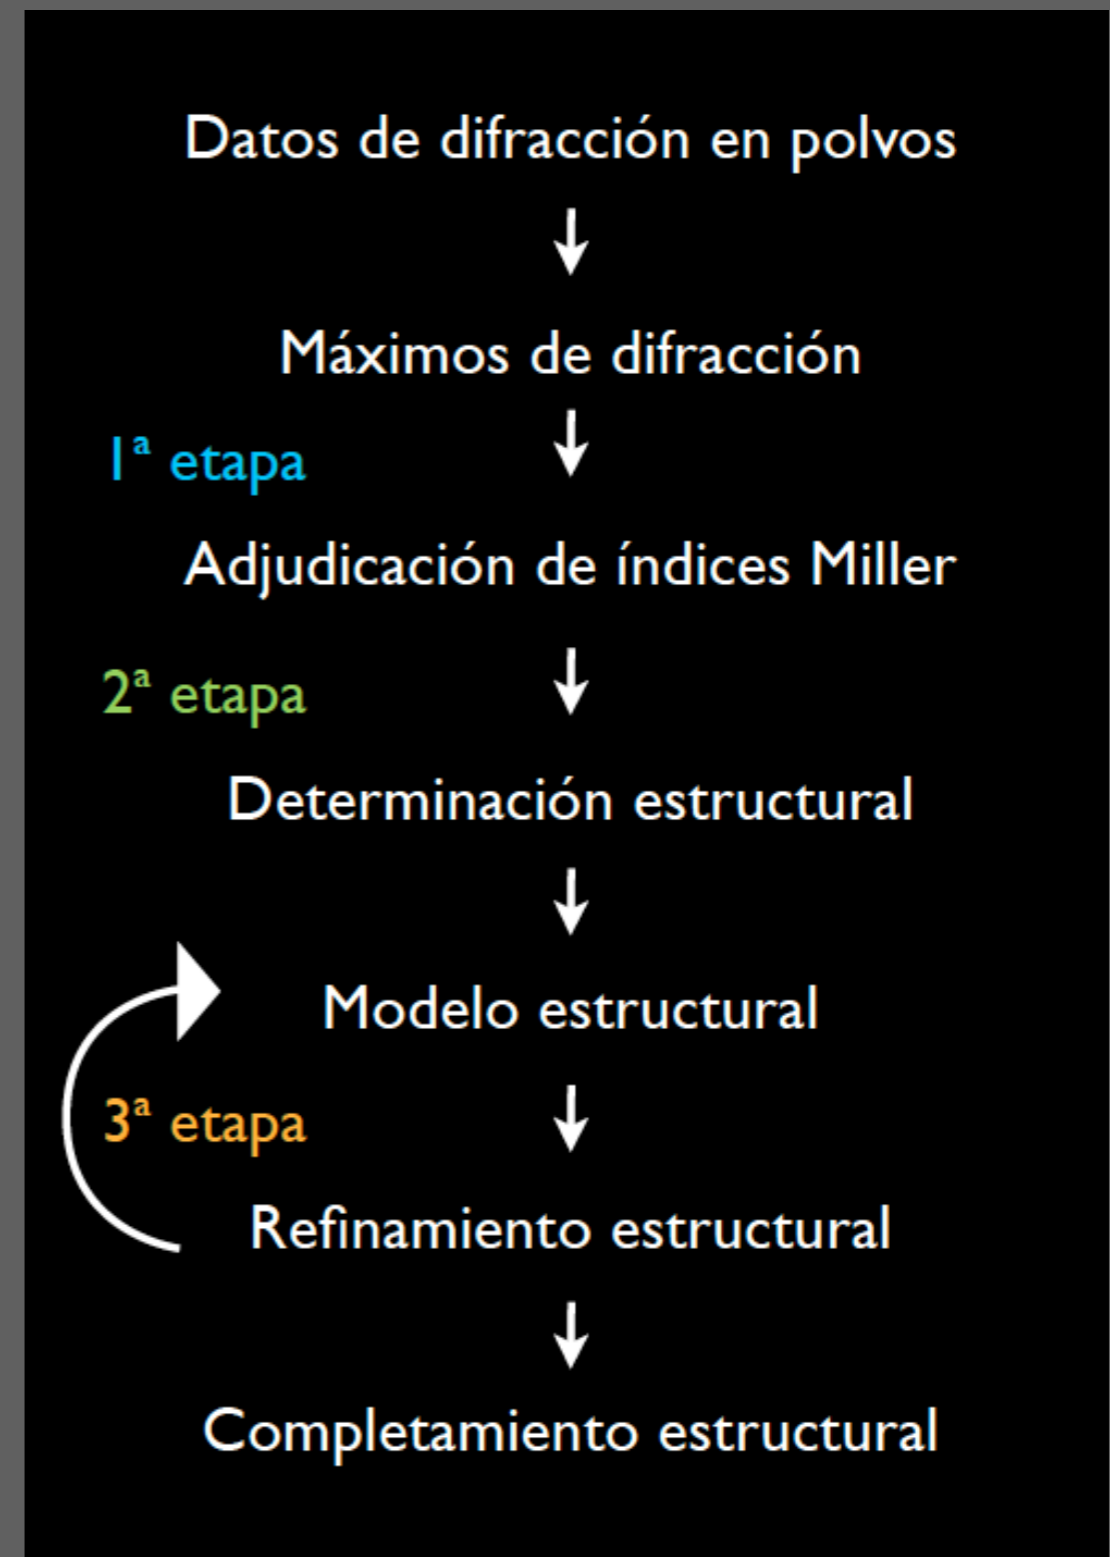 Datos de difracción en polvos
Máximos de difracción
1ª etapa
Adjudicación de índices Miller
2ª etapa
Determinación estructural
Modelo estructural
3ª etapa
Refinamiento estructural
Completamiento estructural